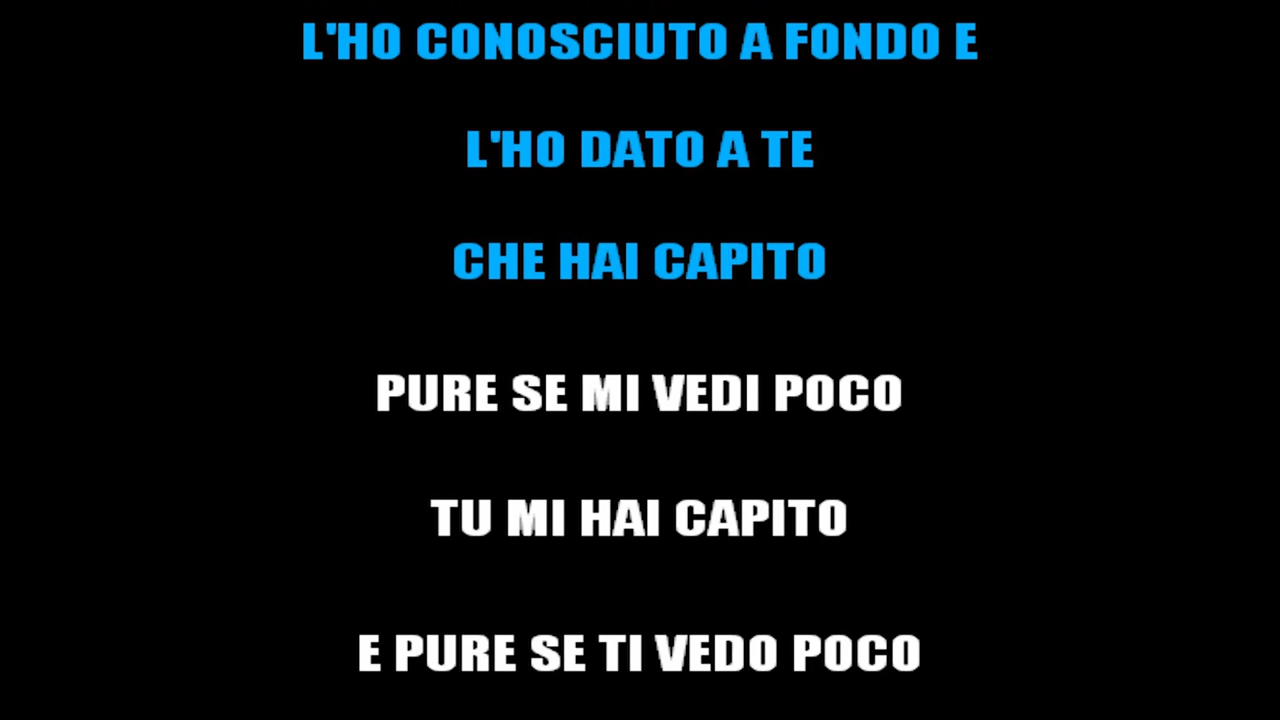 L'HO CONOSCIUTO A FONDO E
L'HO DATO A TE
CHE HAI CAPITO
PURE SE MI VEDI POCO
TU MI HAI CAPITO
E PURE SE TI VEDO POCO